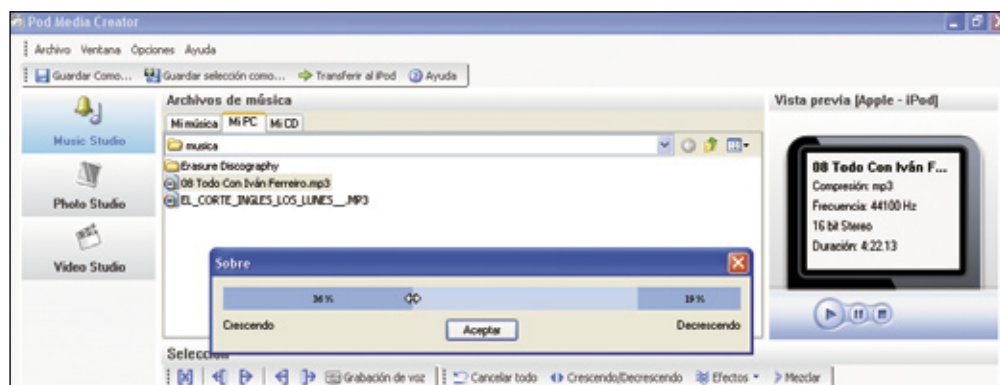 Pod Media Creator
Archivo Ventana Opciones Ayuda
Guardar Como... Guardar selección como... Transferir al iPod Ayuda
Music Studio
Photo Studio
Video Studio
Archivos de música
Mi música Mi PC Mi CD
musica
Erasure Discography
08 Todo Con Iván Ferreiro.mp3
EL_CORTE_INGLES_LOS_LUNES__.MP3
Vista previa [Apple - iPod]
08 Todo Con Iván F...
Compresión: mp3
Frecuencia: 44100 Hz
16 bit Stereo
Duración: 4:22.13
Sobre
36 % 19 %
Crescendo Aceptar Decrescendo
Selección
Grabación de voz Cancelar todo Crescendo/Decrescendo Efectos Mezclar